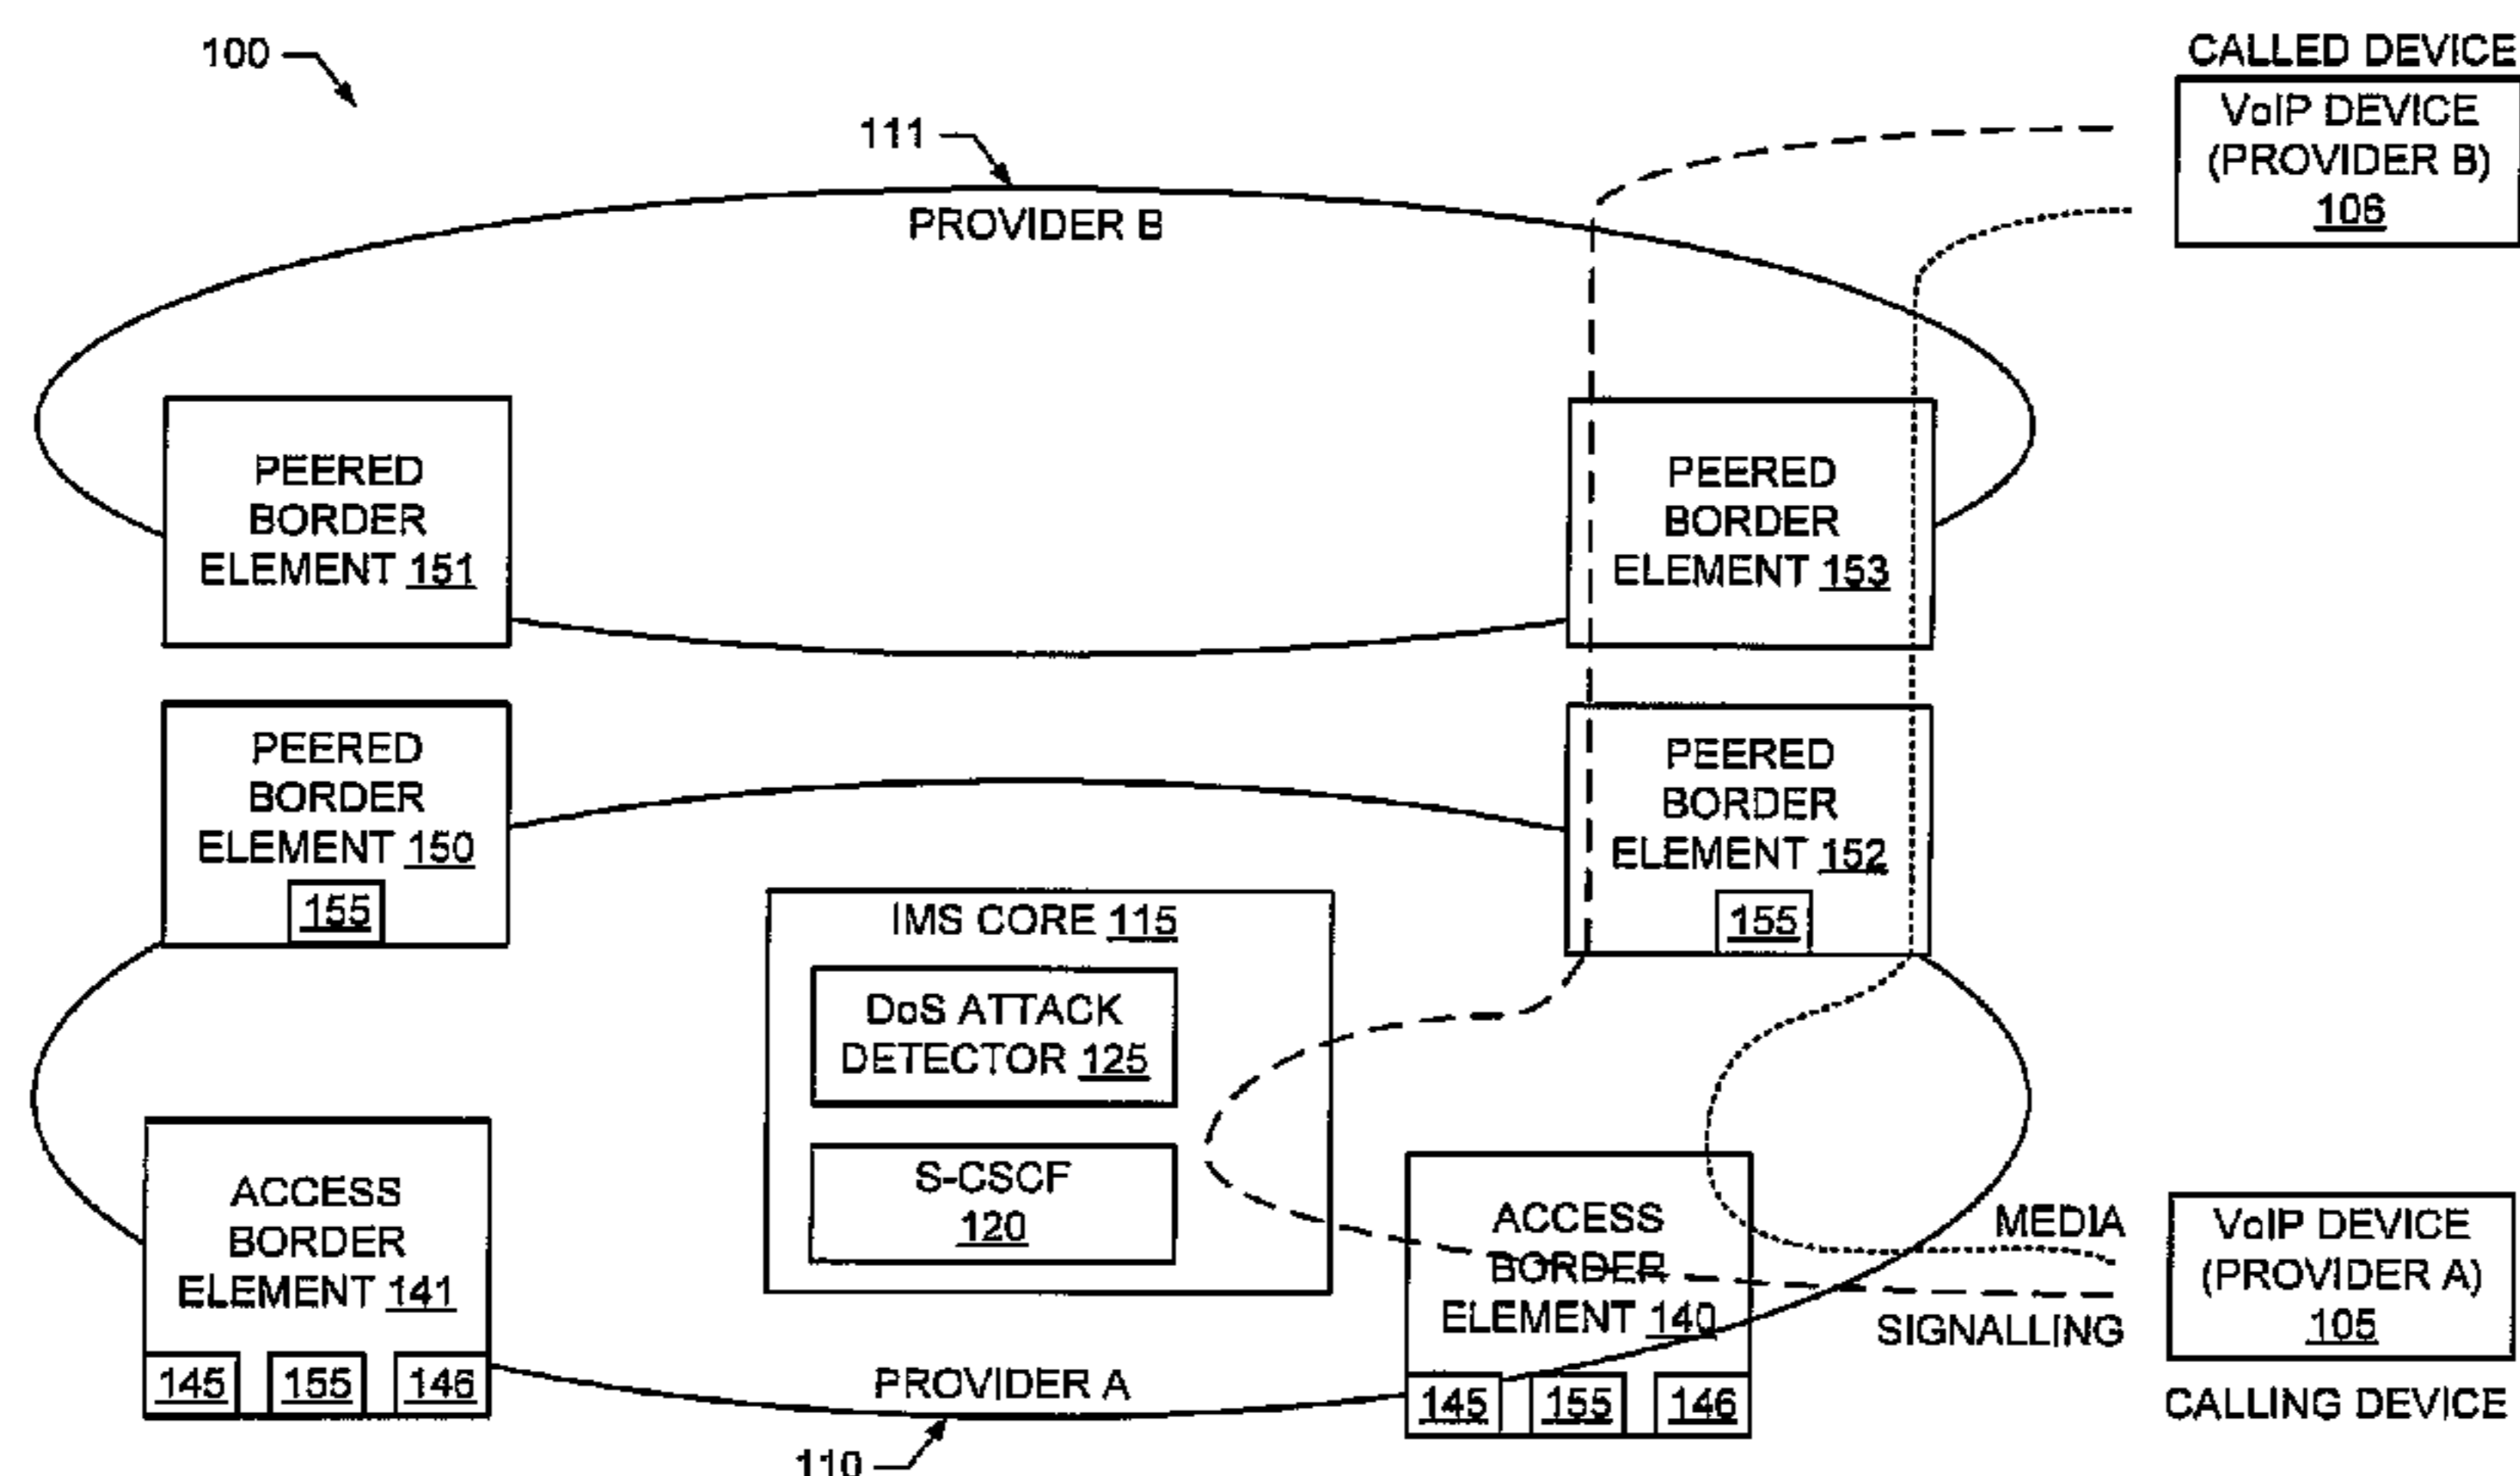 100
CALLED DEVICE
VoIP DEVICE
(PROVIDER B)
106
111
PROVIDER B
PEERED
BORDER
ELEMENT 151
PEERED
BORDER
ELEMENT 153
PEERED
BORDER
ELEMENT 150
155
PEERED
BORDER
ELEMENT 152
155
IMS CORE 115
DoS ATTACK
DETECTOR 125
S-CSCF
120
ACCESS
BORDER
ELEMENT 141
145 155 146
ACCESS
BORDER
ELEMENT 140
145 155 146
MEDIA
SIGNALLING
VoIP DEVICE
(PROVIDER A)
105
CALLING DEVICE
PROVIDER A
110